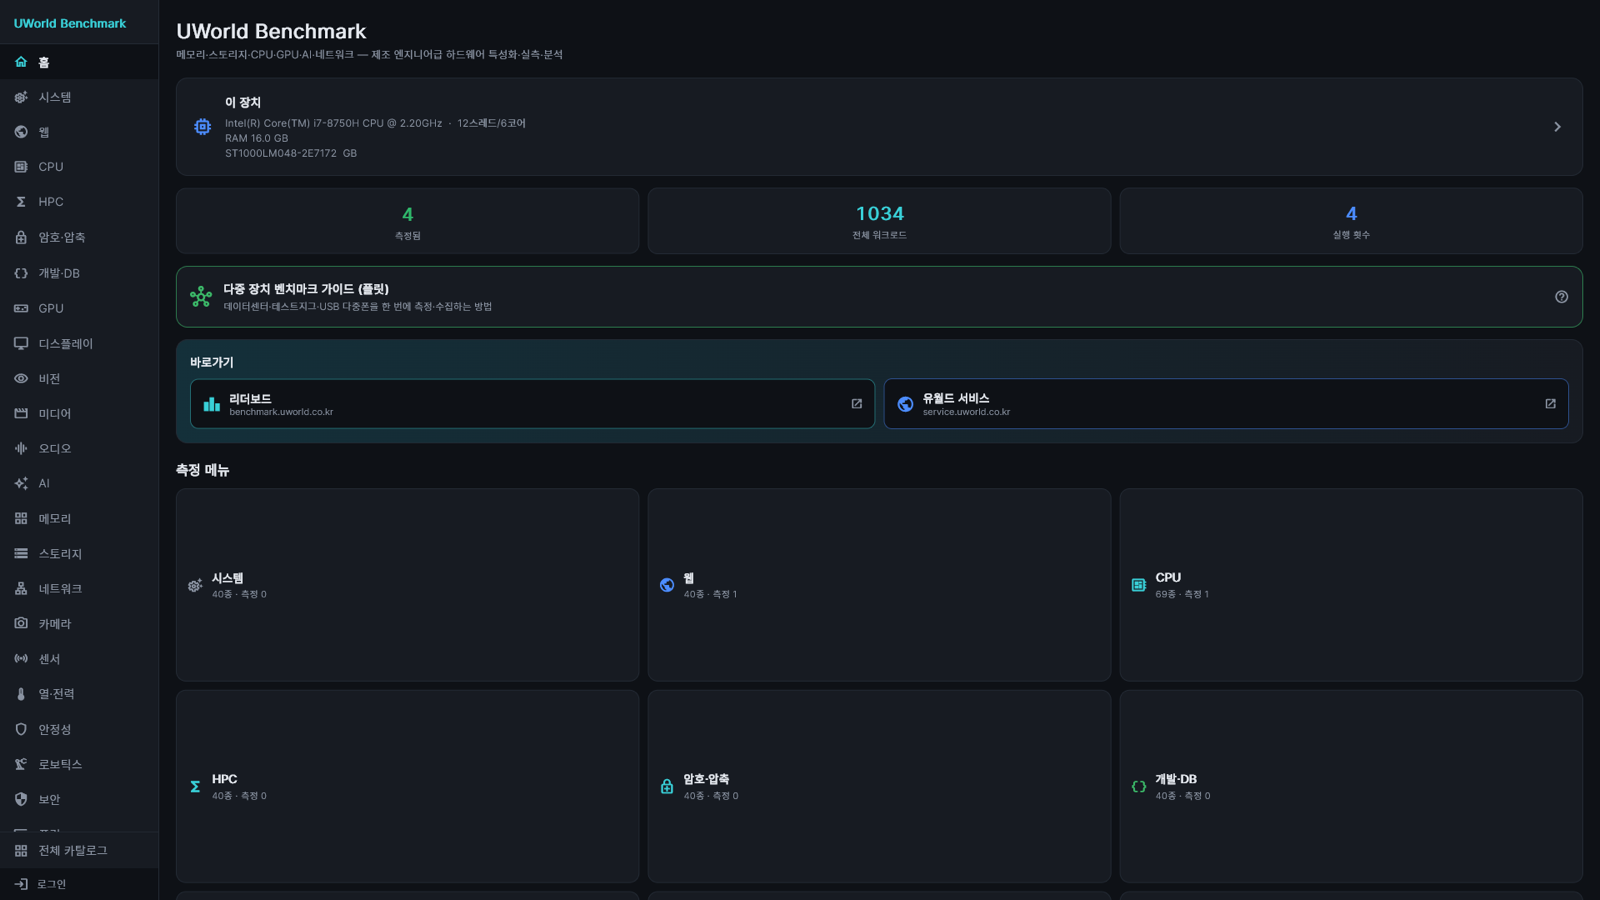 UWorld Benchmark
홈
시스템
웹
CPU
HPC
암호·압축
개발·DB
GPU
디스플레이
비전
미디어
오디오
AI
메모리
스토리지
네트워크
카메라
센서
열·전력
안정성
로보틱스
보안
전체 카탈로그
로그인
UWorld Benchmark
메모리·스토리지·CPU·GPU·AI·네트워크 — 제조 엔지니어급 하드웨어 특성화·실측·분석
이 장치
Intel(R) Core(TM) i7-8750H CPU @ 2.20GHz · 12스레드/6코어
RAM 16.0 GB
ST1000LM048-2E7172 GB
4
측정됨
1034
전체 워크로드
4
실행 횟수
다중 장치 벤치마크 가이드 (플릿)
데이터센터·테스트지그·USB 다중폰을 한 번에 측정·수집하는 방법
바로가기
리더보드
benchmark.uworld.co.kr
유월드 서비스
service.uworld.co.kr
측정 메뉴
시스템
40종 · 측정 0
웹
40종 · 측정 1
CPU
69종 · 측정 1
HPC
40종 · 측정 0
암호·압축
40종 · 측정 0
개발·DB
40종 · 측정 0